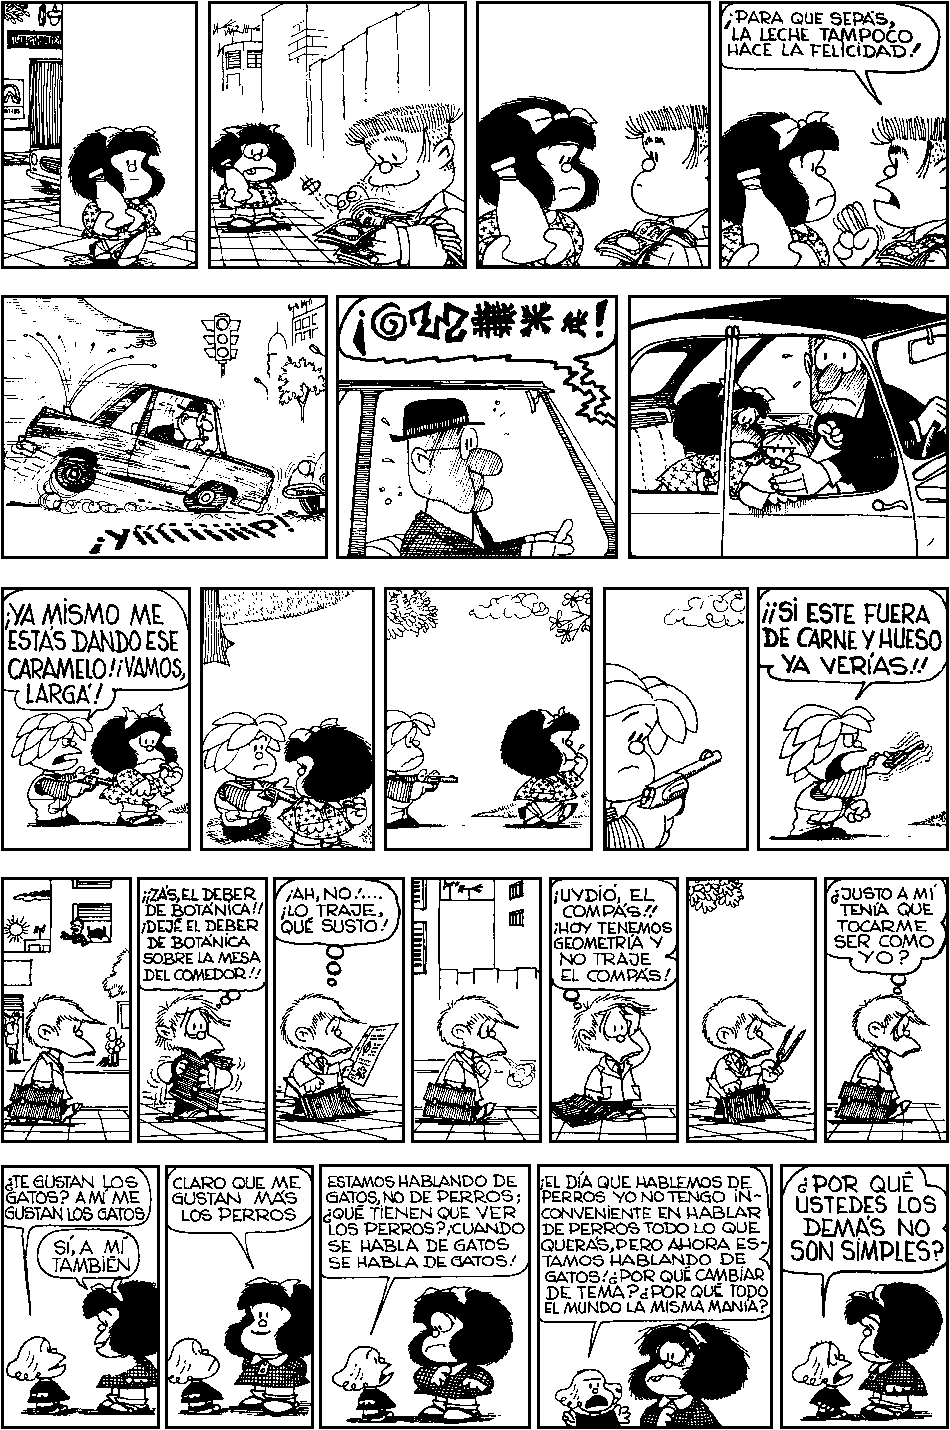 ¡PARA QUE SEPAS,
LA LECHE TAMPOCO
HACE LA FELICIDAD!
¡Yiiiiiiiiiip!
¡YA MISMO ME
ESTÁS DANDO ESE
CARAMELO!¡VAMOS,
LARGÁ!
¡¡SI ESTE FUERA
DE CARNE Y HUESO
YA VERÍAS!!
¡¡ZÁS, EL DEBER
DE BOTÁNICA!!
¡DEJÉ EL DEBER
DE BOTÁNICA
SOBRE LA MESA
DEL COMEDOR!!
¡AH, NO!....
¡LO TRAJE,
QUÉ SUSTO!
¡UYDIÓ, EL
COMPÁS!!
¡HOY TENEMOS
GEOMETRÍA Y
NO TRAJE
EL COMPÁS!
¿JUSTO A MÍ
TENÍA QUE
TOCARME
SER COMO
YO?
¿TE GUSTAN LOS
GATOS? A MÍ ME
GUSTAN LOS GATOS
SÍ, A MÍ
TAMBIÉN
CLARO QUE ME
GUSTAN MÁS
LOS PERROS
ESTAMOS HABLANDO DE
GATOS, NO DE PERROS;
¿QUÉ TIENEN QUE VER
LOS PERROS? ¡CUANDO
SE HABLA DE GATOS
SE HABLA DE GATOS!
¡EL DÍA QUE HABLEMOS DE
PERROS YO NO TENGO IN-
CONVENIENTE EN HABLAR
DE PERROS TODO LO QUE
QUERÁS, PERO AHORA ES-
TAMOS HABLANDO DE
GATOS! ¿POR QUÉ CAMBIAR
DE TEMA? ¿POR QUÉ TODO
EL MUNDO LA MISMA MANÍA?
¿POR QUÉ
USTEDES LOS
DEMÁS NO
SON SIMPLES?